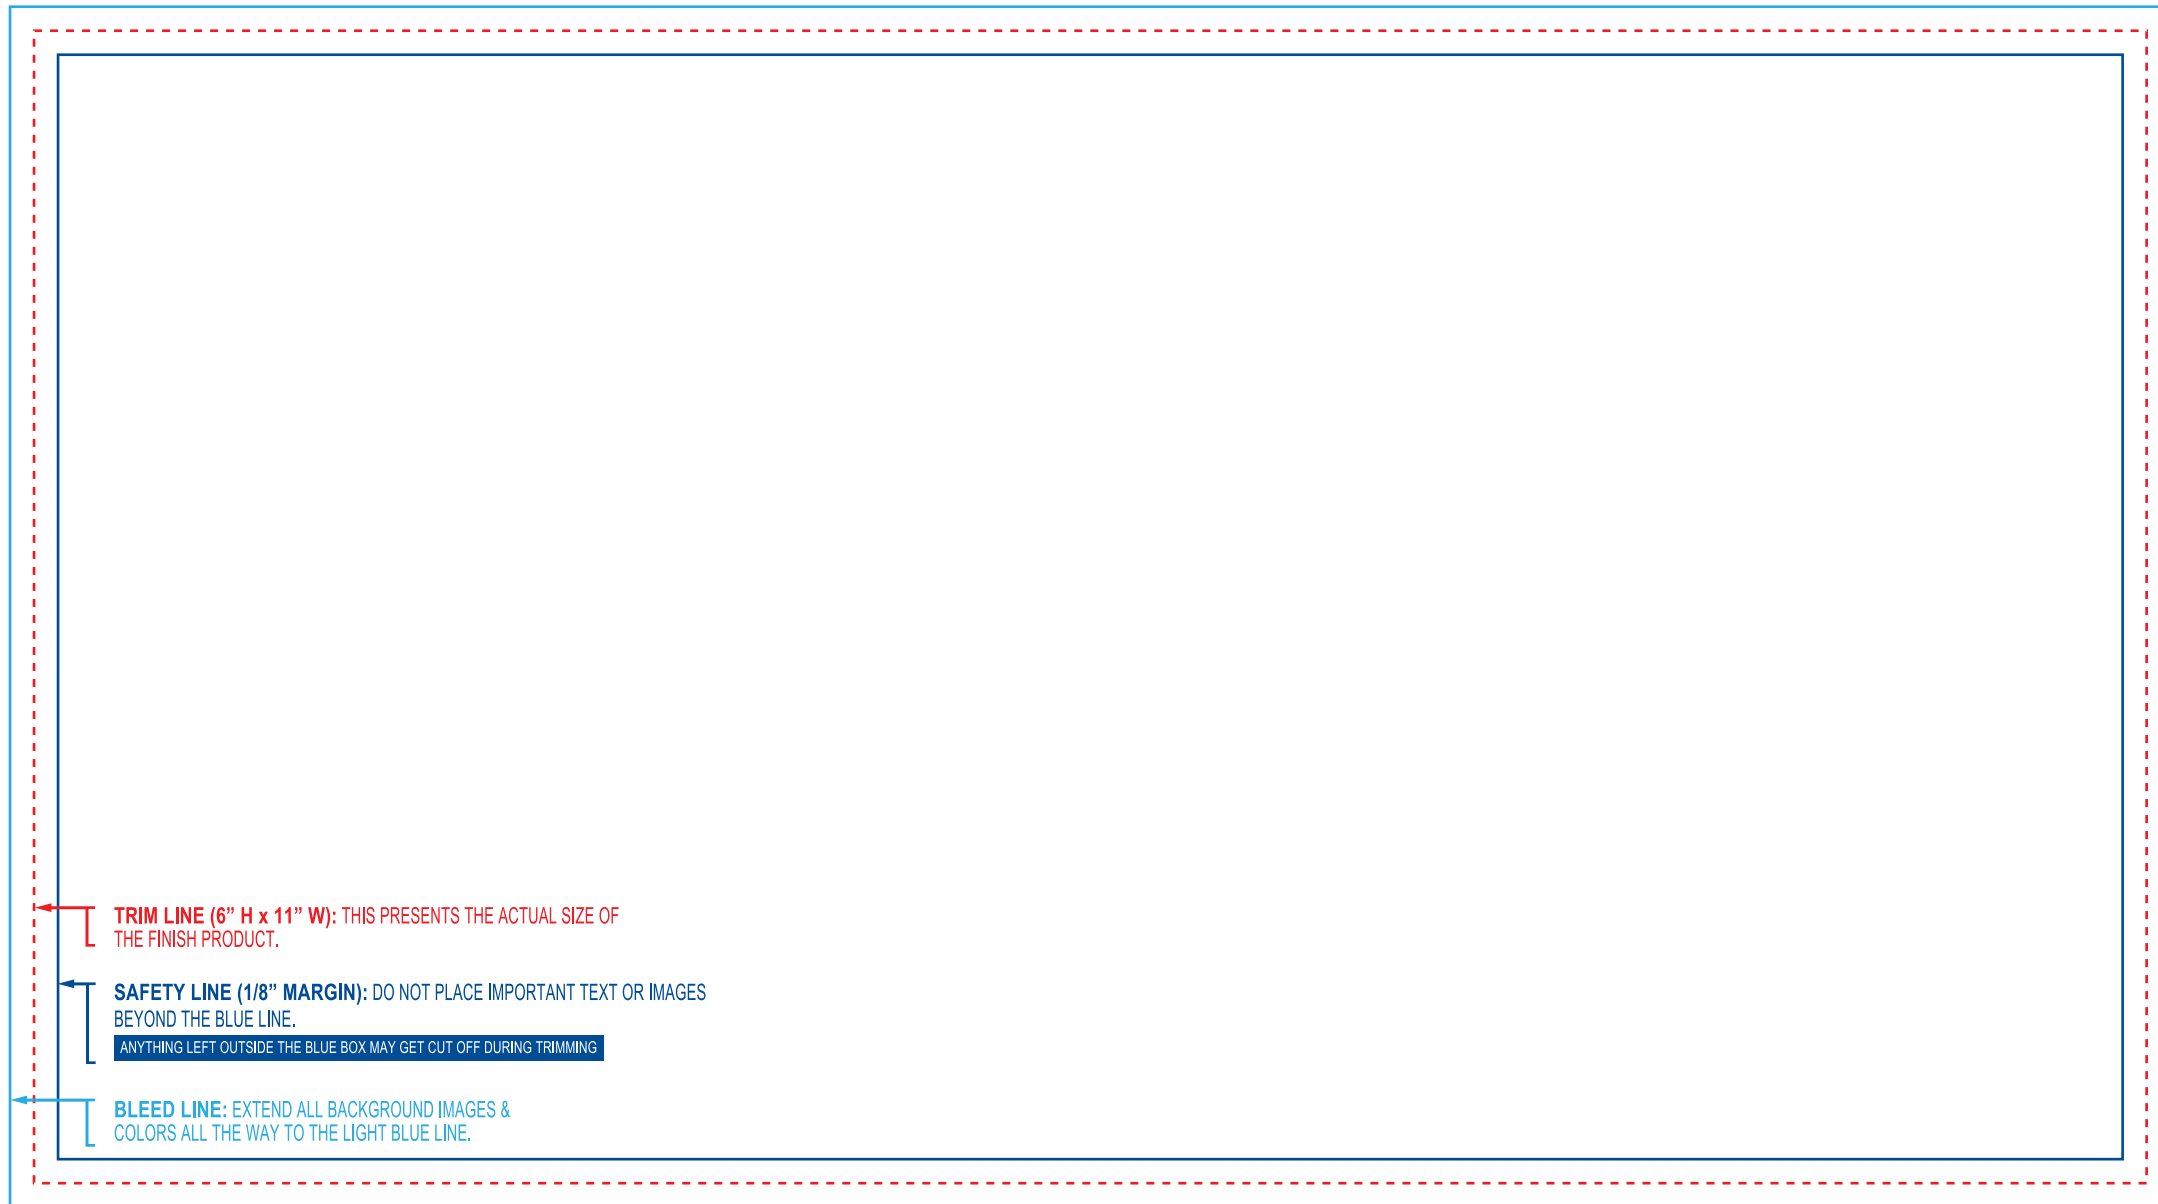 TRIM LINE (6” H x 11” W): THIS PRESENTS THE ACTUAL SIZE OF
THE FINISH PRODUCT.
SAFETY LINE (1/8” MARGIN): DO NOT PLACE IMPORTANT TEXT OR IMAGES
BEYOND THE BLUE LINE.
ANYTHING LEFT OUTSIDE THE BLUE BOX MAY GET CUT OFF DURING TRIMMING
BLEED LINE: EXTEND ALL BACKGROUND IMAGES &
COLORS ALL THE WAY TO THE LIGHT BLUE LINE.